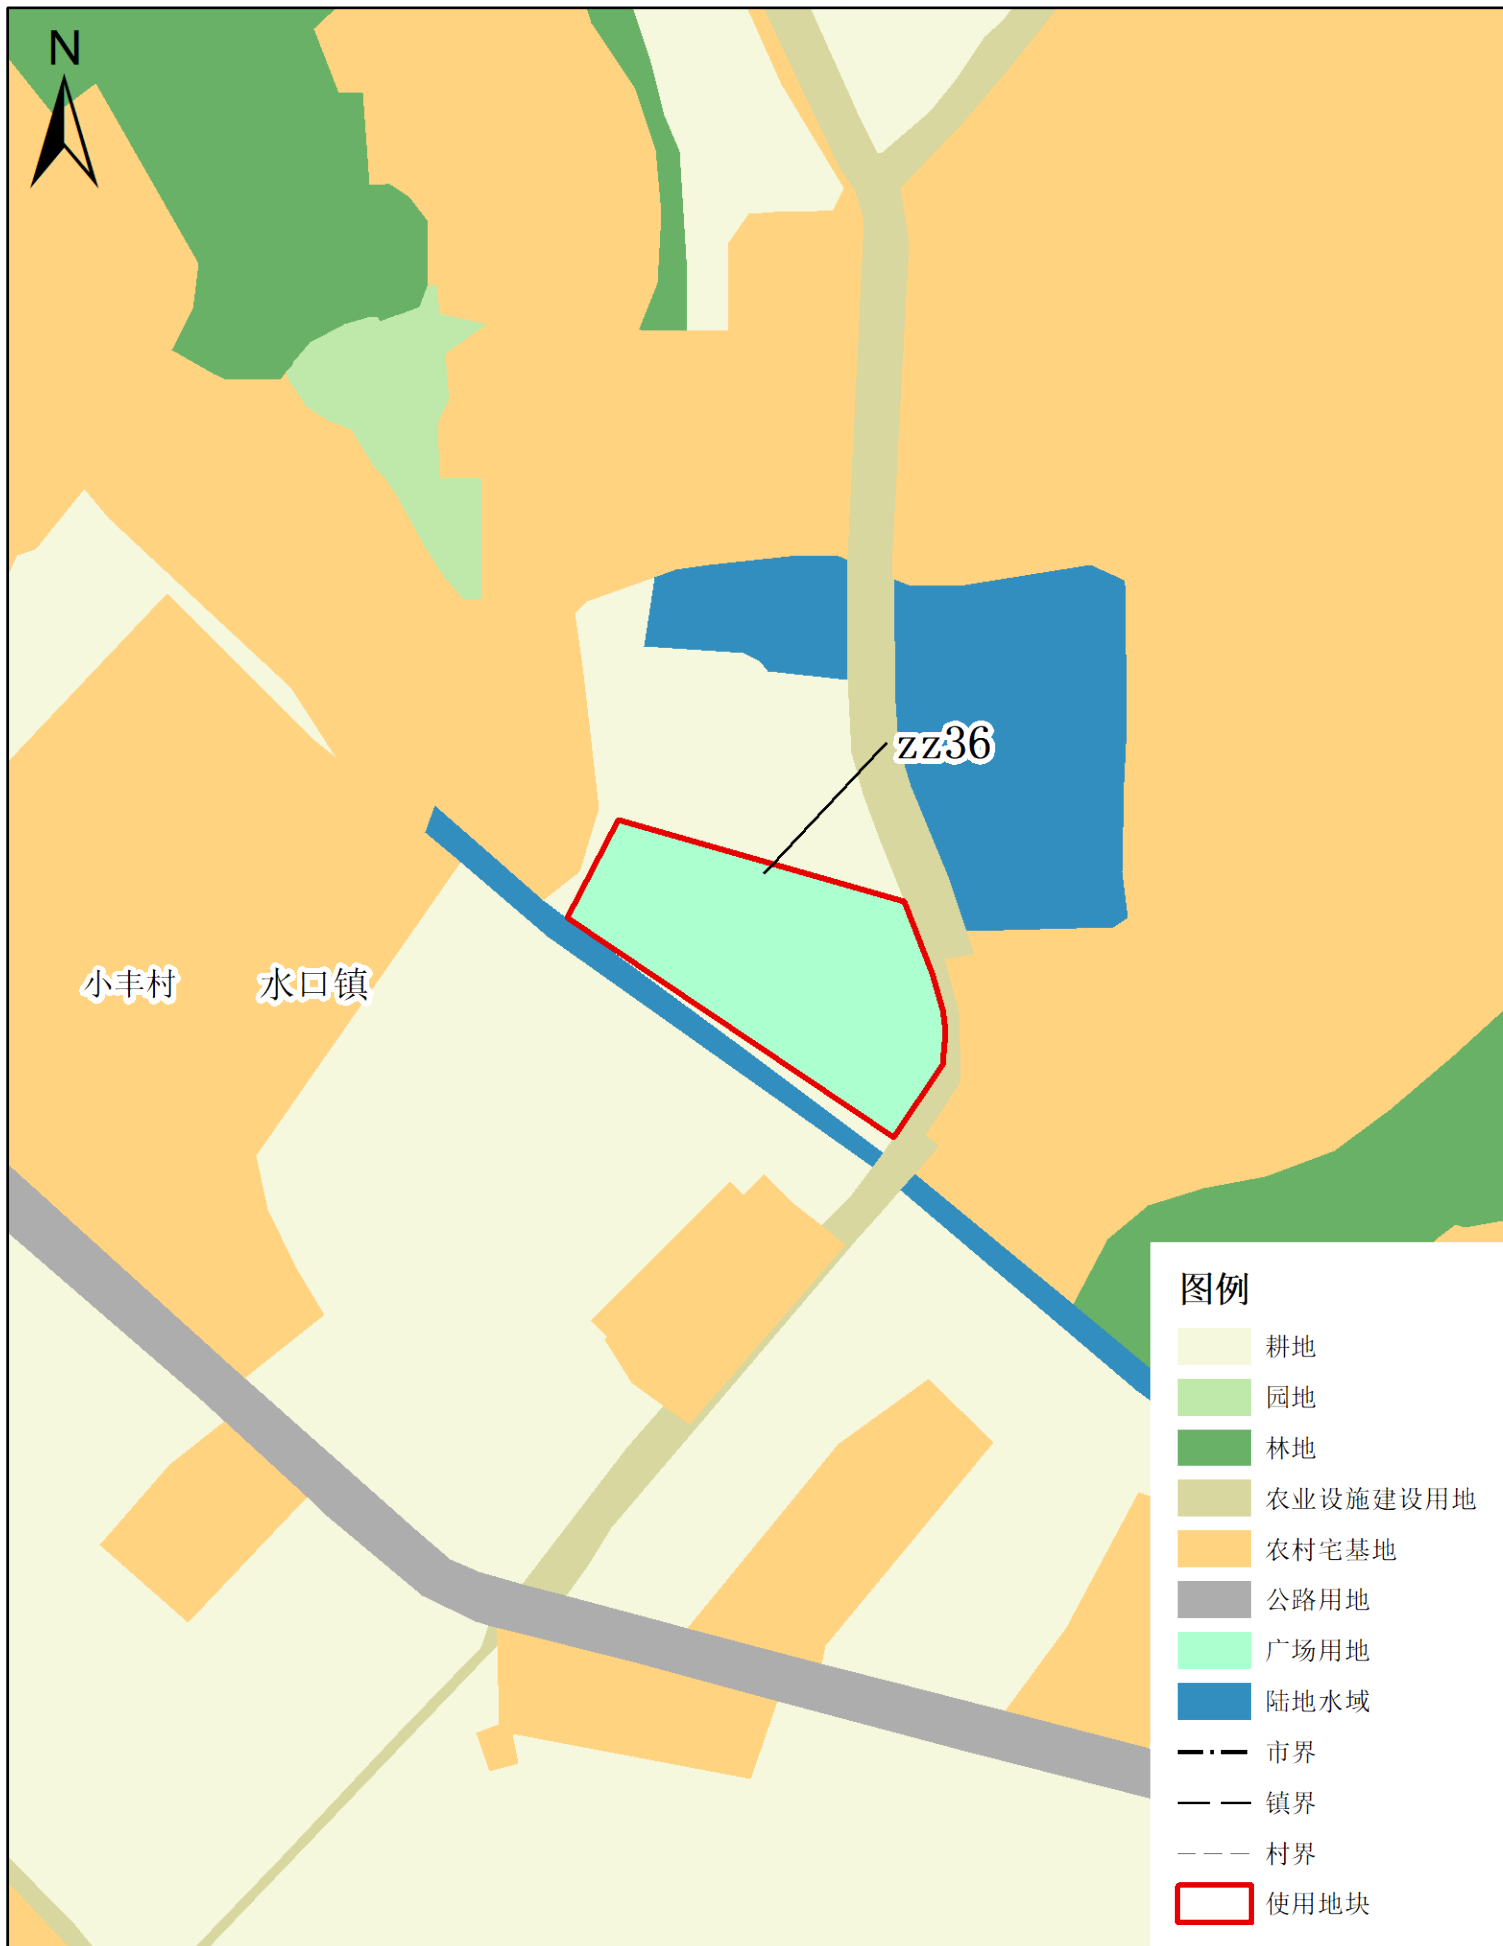 N
zz36
小丰村
水口镇
图例
耕地
园地
林地
农业设施建设用地
农村宅基地
公路用地
广场用地
陆地水域
市界
镇界
村界
使用地块